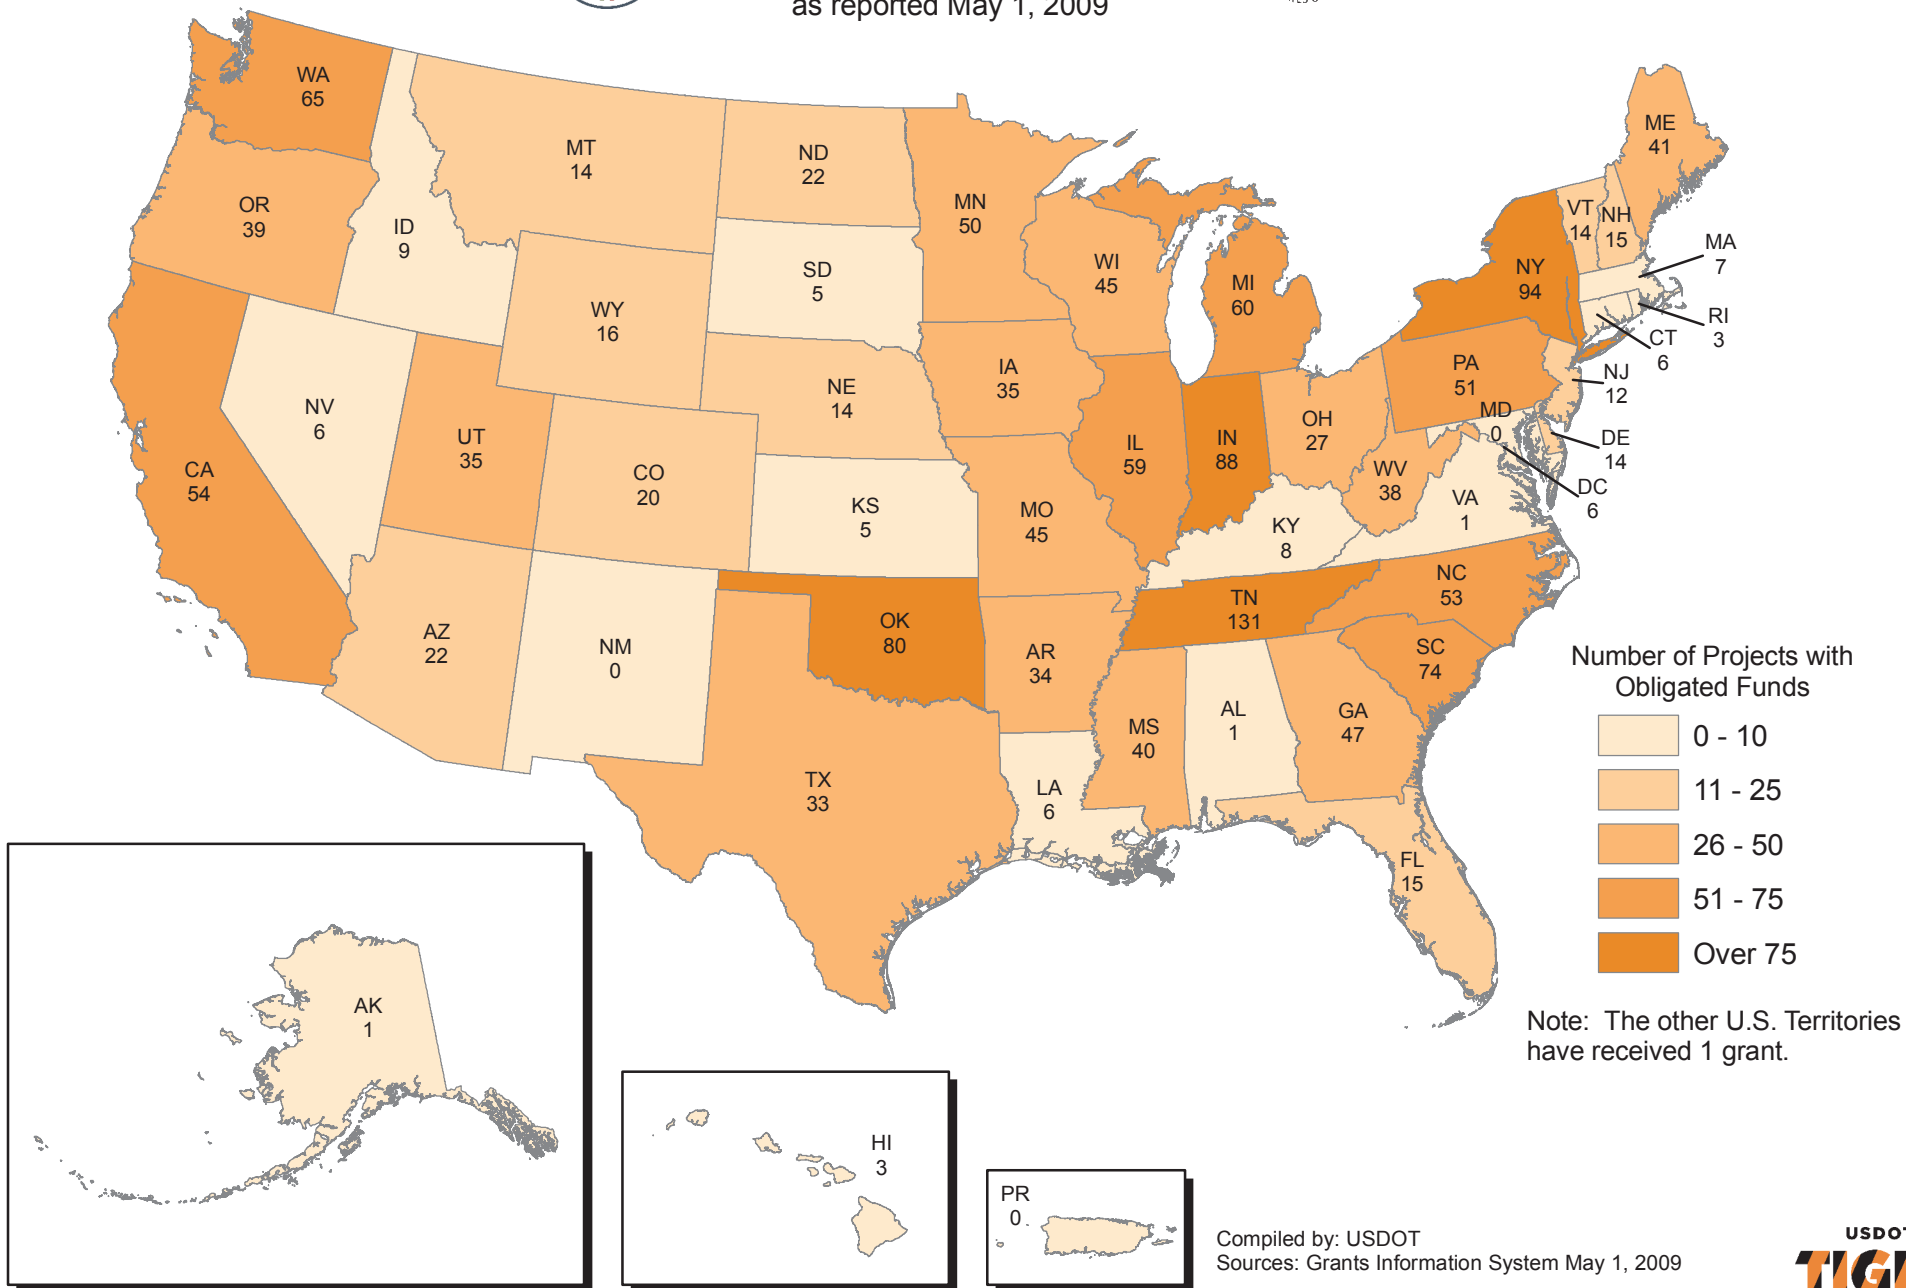 as reported May 1, 2009
WA
65
MT
14
ND
22
MN
50
ME
41
OR
39
ID
9
SD
5
WI
45
MI
60
NY
94
VT
14
NH
15
MA
7
RI
3
CT
6
WY
16
IA
35
NE
14
PA
51
NJ
12
NV
6
UT
35
CO
20
IL
59
IN
88
OH
27
MD
0
DE
14
DC
6
WV
38
VA
1
CA
54
KS
5
MO
45
KY
8
NC
53
TN
131
AZ
22
NM
0
OK
80
AR
34
SC
74
MS
40
AL
1
GA
47
TX
33
LA
6
FL
15
Number of Projects with
Obligated Funds
0 - 10
11 - 25
26 - 50
51 - 75
Over 75
Note: The other U.S. Territories
have received 1 grant.
AK
1
HI
3
PR
0
Compiled by: USDOT
Sources: Grants Information System May 1, 2009
USDOT